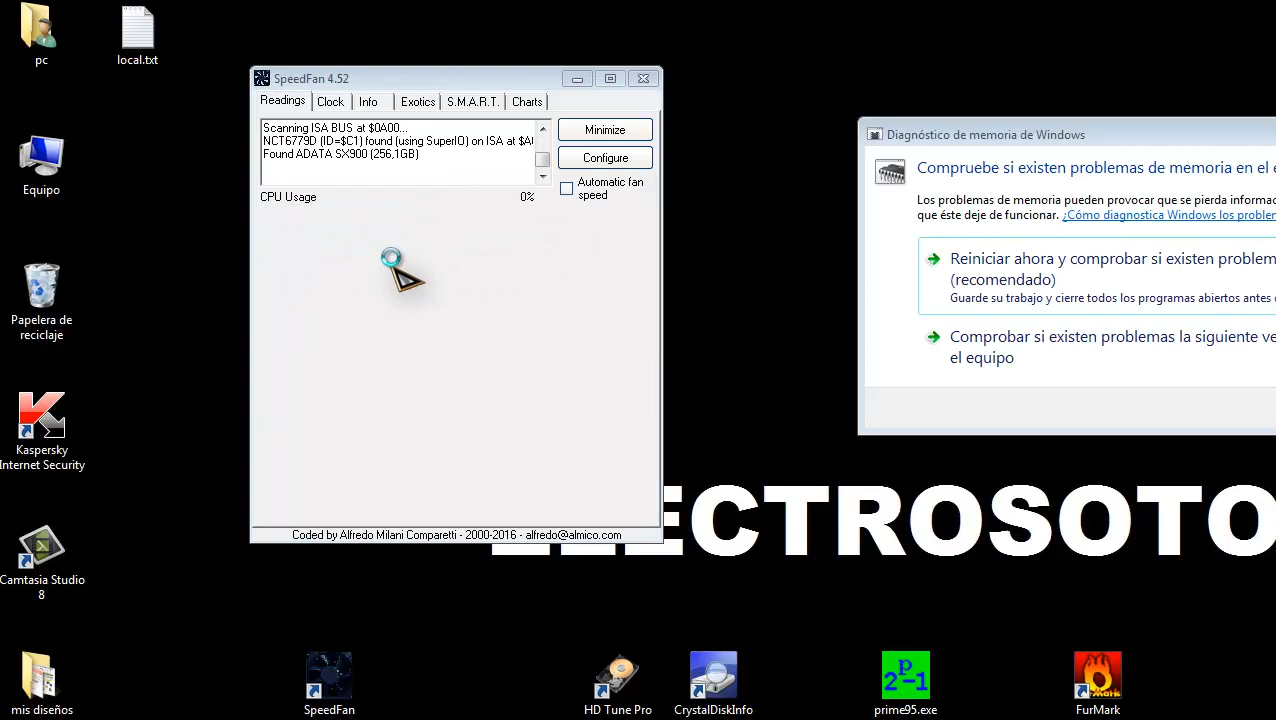 pc
local.txt
Equipo
Papelera de
reciclaje
Kaspersky
Internet Security
Camtasia Studio
8
mis diseños
SpeedFan 4.52
Readings
Clock
Info
Exotics
S.M.A.R.T.
Charts
Scanning ISA BUS at $0A00...
NCT6779D (ID=$C1) found (using SuperIO) on ISA at
Found ADATA SX900 (256,1GB)
Minimize
Configure
Automatic fan
speed
CPU Usage
0%
Coded by Alfredo Milani Comparetti - 2000-2016 - alfredo@almico.com
Diagnóstico de memoria de Windows
Compruebe si existen problemas de memoria en el
Los problemas de memoria pueden provocar que se pierda
que éste deje de funcionar. ¿Cómo diagnostica Windows los
Reiniciar ahora y comprobar si existen
(recomendado)
Guarde su trabajo y cierre todos los programas abiertos antes
Comprobar si existen problemas la siguiente
el equipo
ECTROSOTO
SpeedFan
HD Tune Pro
CrystalDiskInfo
2^p-1
prime95.exe
FurMark